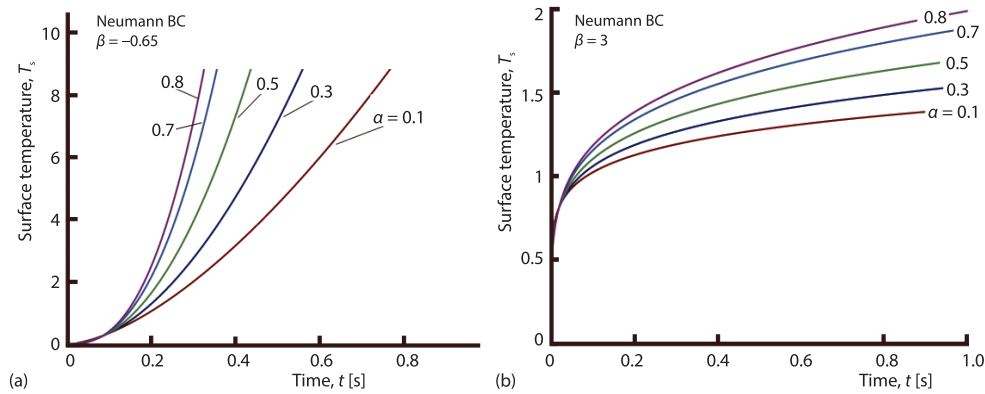 Neumann BC
β = −0.65
Surface temperature, Tₛ
10
8
6
4
2
0
0
0.2
0.4
0.6
0.8
0.8
0.7
0.5
0.3
α = 0.1
Time, t [s]
(a)
Neumann BC
β = 3
Surface temperature, Tₛ
2
1.5
1
0.5
0
0
0.2
0.4
0.6
0.8
1.0
0.8
0.7
0.5
0.3
α = 0.1
Time, t [s]
(b)